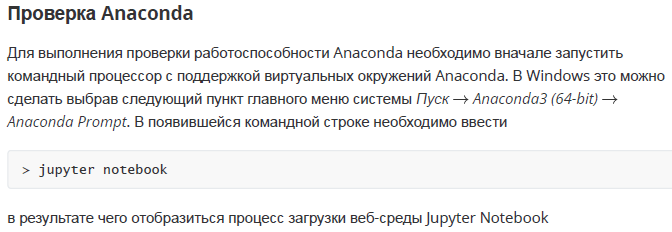 Проверка Anaconda
Для выполнения проверки работоспособности Anaconda необходимо вначале запустить
командный процессор с поддержкой виртуальных окружений Anaconda. В Windows это можно
сделать выбрав следующий пункт главного меню системы Пуск → Anaconda3 (64-bit) →
Anaconda Prompt. В появившейся командной строке необходимо ввести
> jupyter notebook
в результате чего отобразиться процесс загрузки веб-среды Jupyter Notebook